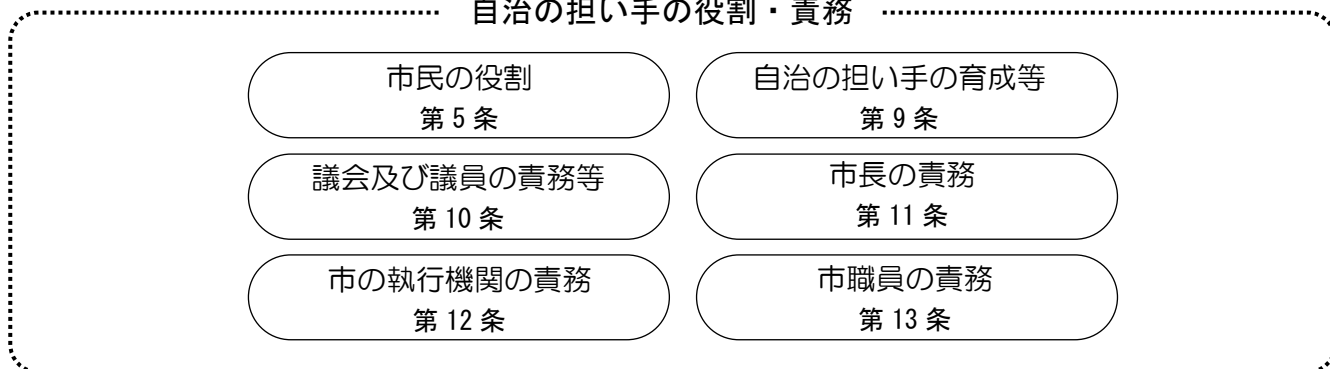 自治の担い手の役割・責務
市民の役割
第5条
自治の担い手の育成等
第9条
議会及び議員の責務等
第10条
市長の責務
第11条
市の執行機関の責務
第12条
市職員の責務
第13条